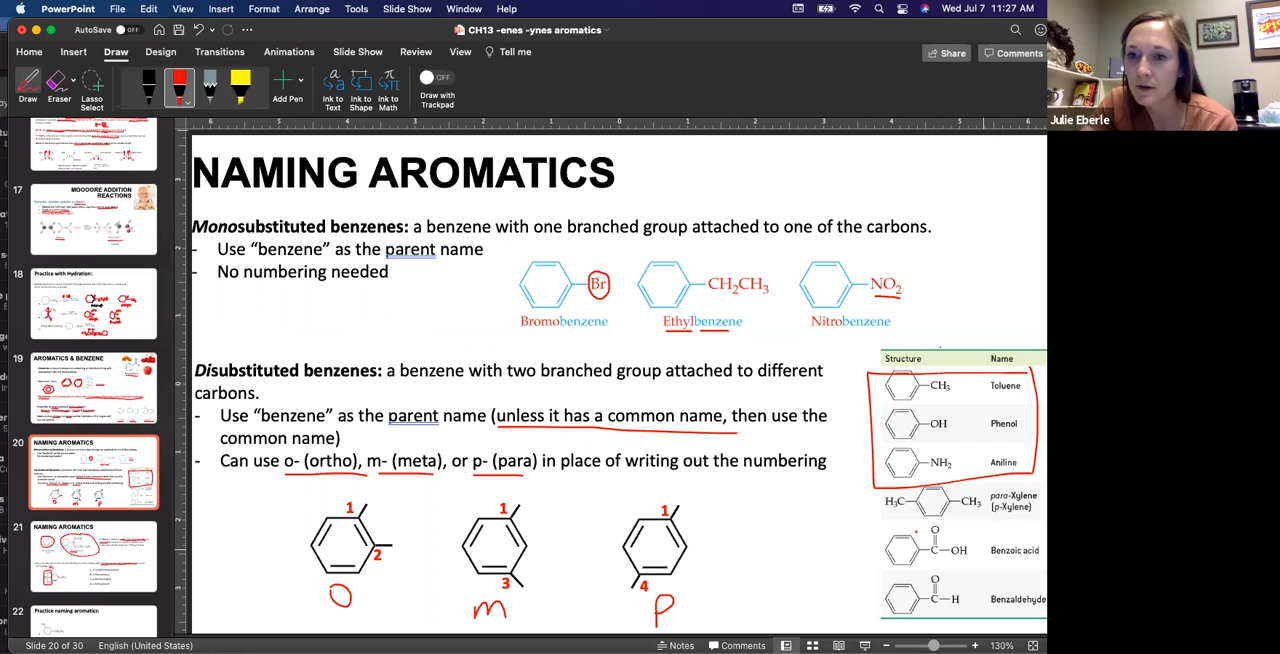 PowerPoint File Edit View Insert Format Arrange Tools Slide Show Window Help Wed Jul 7 11:27 AM
AutoSave OFF CH13 -enes -ynes aromatics
Home Insert Draw Design Transitions Animations Slide Show Review View Tell me Share Comments
Draw Eraser Lasso Select Add Pen Ink to Text Ink to Shape Ink to Math OFF Draw with Trackpad
Julie Eberle
17
MOOOORE ADDITION
REACTIONS
18
Practice with Hydration:
19
AROMATICS & BENZENE
20
NAMING AROMATICS
21
NAMING AROMATICS
22
Practice naming aromatics:
NAMING AROMATICS
Monosubstituted benzenes: a benzene with one branched group attached to one of the carbons.
- Use “benzene” as the parent name
- No numbering needed
Br CH₂CH₃ NO₂
Bromobenzene Ethylbenzene Nitrobenzene
Disubstituted benzenes: a benzene with two branched group attached to different
carbons.
- Use “benzene” as the parent name (unless it has a common name, then use the
common name)
- Can use o- (ortho), m- (meta), or p- (para) in place of writing out the numbering
1 1 1
2
3 4
O m p
Structure Name
CH₃ Toluene
OH Phenol
NH₂ Aniline
H₃C CH₃ para-Xylene
(p-Xylene)
O
C OH Benzoic acid
O
C H Benzaldehyde
Slide 20 of 30 English (United States) Notes Comments 130%